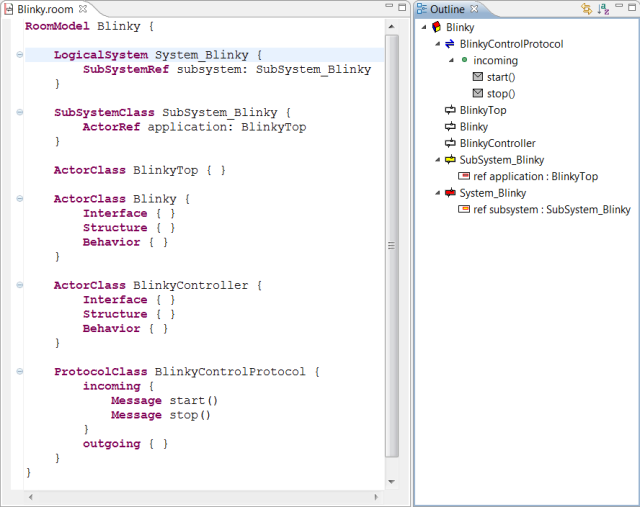 Blinky.room
RoomModel Blinky {
LogicalSystem System_Blinky {
SubSystemRef subsystem: SubSystem_Blinky
}
SubSystemClass SubSystem_Blinky {
ActorRef application: BlinkyTop
}
ActorClass BlinkyTop { }
ActorClass Blinky {
Interface { }
Structure { }
Behavior { }
}
ActorClass BlinkyController {
Interface { }
Structure { }
Behavior { }
}
ProtocolClass BlinkyControlProtocol {
incoming {
Message start()
Message stop()
}
outgoing { }
}
}
Outline
Blinky
BlinkyControlProtocol
incoming
start()
stop()
BlinkyTop
Blinky
BlinkyController
SubSystem_Blinky
ref application : BlinkyTop
System_Blinky
ref subsystem : SubSystem_Blinky